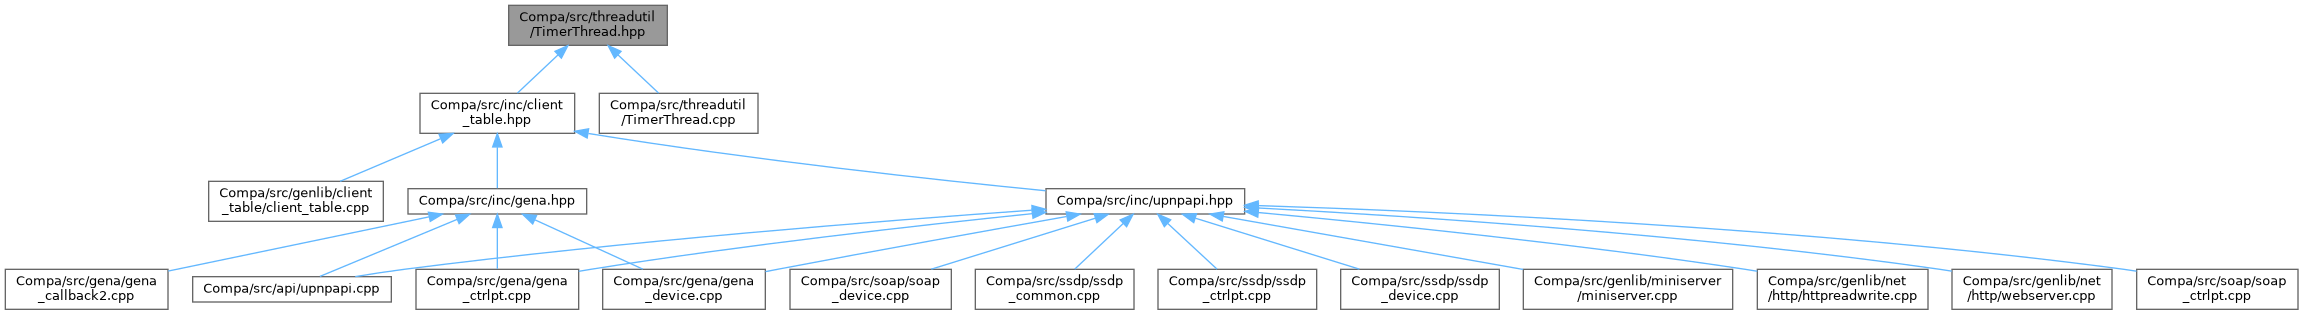 Compa/src/threadutil
/TimerThread.hpp
Compa/src/inc/client
_table.hpp
Compa/src/threadutil
/TimerThread.cpp
Compa/src/genlib/client
_table/client_table.cpp
Compa/src/inc/gena.hpp
Compa/src/inc/upnpapi.hpp
Compa/src/gena/gena
_callback2.cpp
Compa/src/api/upnpapi.cpp
Compa/src/gena/gena
_ctrlpt.cpp
Compa/src/gena/gena
_device.cpp
Compa/src/soap/soap
_device.cpp
Compa/src/ssdp/ssdp
_common.cpp
Compa/src/ssdp/ssdp
_ctrlpt.cpp
Compa/src/ssdp/ssdp
_device.cpp
Compa/src/genlib/miniserver
/miniserver.cpp
Compa/src/genlib/net
/http/httpreadwrite.cpp
Compa/src/genlib/net
/http/webserver.cpp
Compa/src/soap/soap
_ctrlpt.cpp